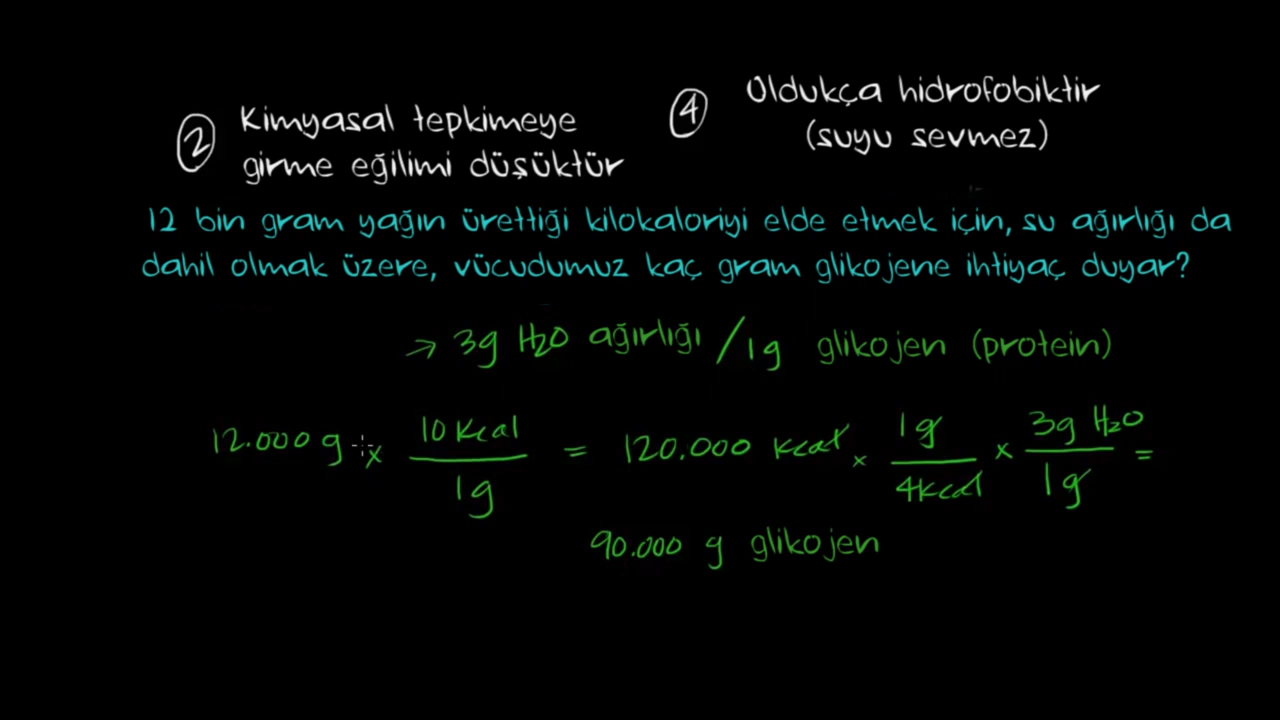 ② Kimyasal tepkimeye
girme eğilimi düşüktür
④ Oldukça hidrofobiktir
(suyu sevmez)
12 bin gram yağın ürettiği kilokaloriyi elde etmek için, su ağırlığı da
dahil olmak üzere, vücudumuz kaç gram glikojene ihtiyaç duyar?
→ 3g H₂O ağırlığı / 1g glikojen (protein)
12.000 g x 10 Kcal / 1g = 120.000 kcal x 1g / 4kcal x 3g H₂O / 1g =
90.000 g glikojen